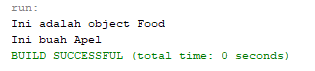 run:
Ini adalah object Food
Ini buah Apel
BUILD SUCCESSFUL (total time: 0 seconds)